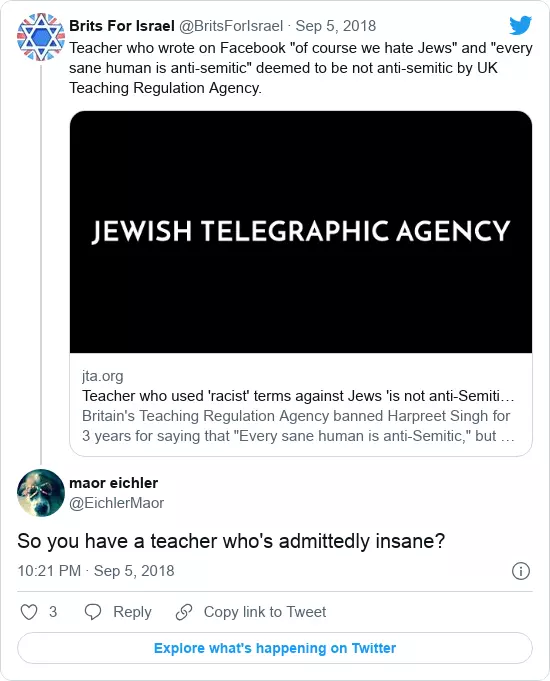 Brits For Israel @BritsForIsrael · Sep 5, 2018
Teacher who wrote on Facebook "of course we hate Jews" and "every
sane human is anti-semitic" deemed to be not anti-semitic by UK
Teaching Regulation Agency.
JEWISH TELEGRAPHIC AGENCY
jta.org
Teacher who used 'racist' terms against Jews 'is not anti-Semiti...
Britain's Teaching Regulation Agency banned Harpreet Singh for
3 years for saying that "Every sane human is anti-Semitic," but ...
maor eichler
@EichlerMaor
So you have a teacher who's admittedly insane?
10:21 PM · Sep 5, 2018
3 Reply Copy link to Tweet
Explore what's happening on Twitter